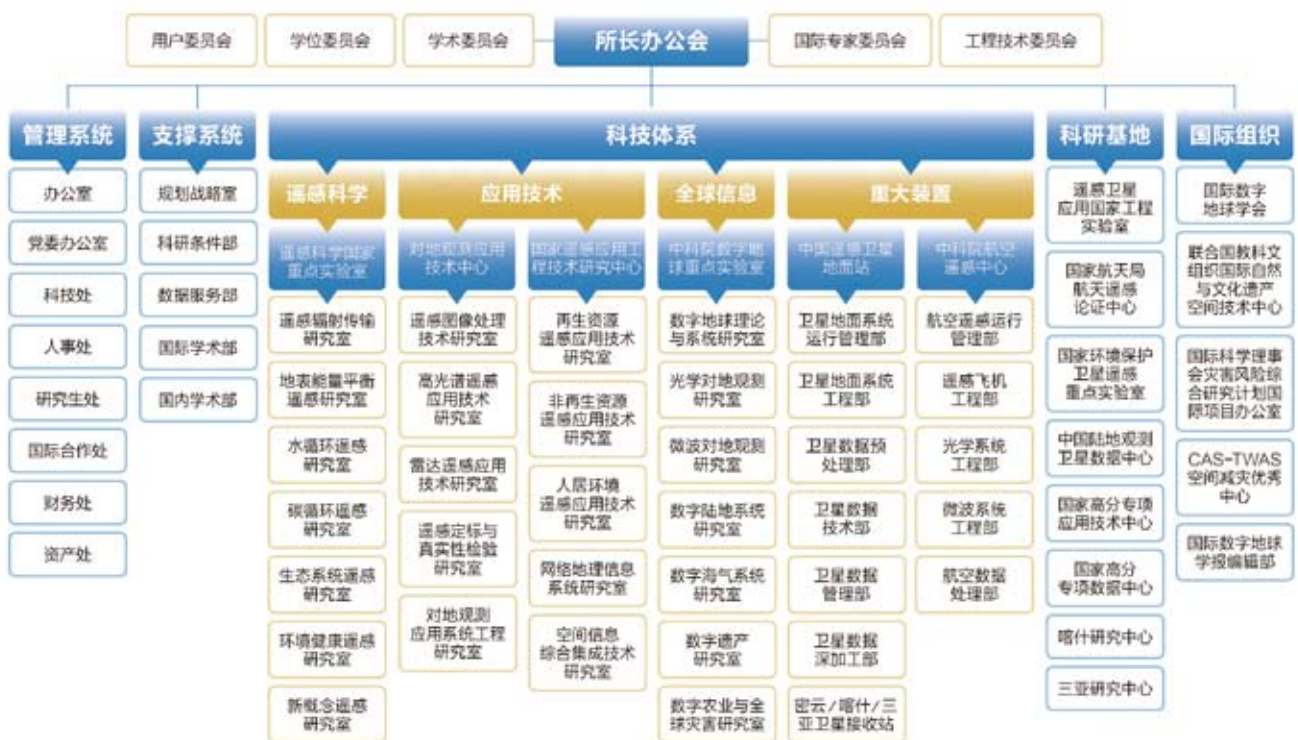 用户委员会
学位委员会
学术委员会
所长办公会
国际专家委员会
工程技术委员会
管理系统
办公室
党委办公室
科技处
人事处
研究生处
国际合作处
财务处
资产处
支撑系统
规划战略室
科研条件部
数据服务部
国际学术部
国内学术部
科技体系
遥感科学
遥感科学国家
重点实验室
遥感辐射传输
研究室
地表能量平衡
遥感研究室
水循环遥感
研究室
碳循环遥感
研究室
生态系统遥感
研究室
环境健康遥感
研究室
新概念遥感
研究室
应用技术
对地观测应用
技术中心
遥感图像处理
技术研究室
高光谱遥感
应用技术
研究室
雷达遥感应用
技术研究室
遥感定标与
真实性检验
研究室
对地观测
应用系统工程
研究室
国家遥感应用工
程技术研究中心
再生资源
遥感应用技术
研究室
非再生资源
遥感应用技术
研究室
人居环境
遥感应用技术
研究室
网络地理信息
系统研究室
空间信息
综合集成技术
研究室
全球信息
中科院数字地
球重点实验室
数字地球理论
与系统研究室
光学对地观测
研究室
微波对地观测
研究室
数字陆地系统
研究室
数字海气系统
研究室
数字遗产
研究室
数字农业与全
球灾害研究室
重大装置
中国遥感卫星
地面站
卫星地面系统
运行管理部
卫星地面系统
工程部
卫星数据预
处理部
卫星数据
技术部
卫星数据
管理部
卫星数据
深加工部
密云/喀什/三
亚卫星接收站
中科院航空
遥感中心
航空遥感运行
管理部
遥感飞机
工程部
光学系统
工程部
微波系统
工程部
航空数据
处理部
科研基地
遥感卫星
应用国家工程
实验室
国家航天局
航天遥感
论证中心
国家环境保护
卫星遥感
重点实验室
中国陆地观测
卫星数据中心
国家高分专项
应用技术中心
国家高分
专项数据中心
喀什研究中心
三亚研究中心
国际组织
国际数字
地球学会
联合国教科文
组织国际自然
与文化遗产
空间技术中心
国际科学理事
会灾害风险综
合研究计划国
际项目办公室
CAS-TWAS
空间减灾优秀
中心
国际数字地球
学报编辑部